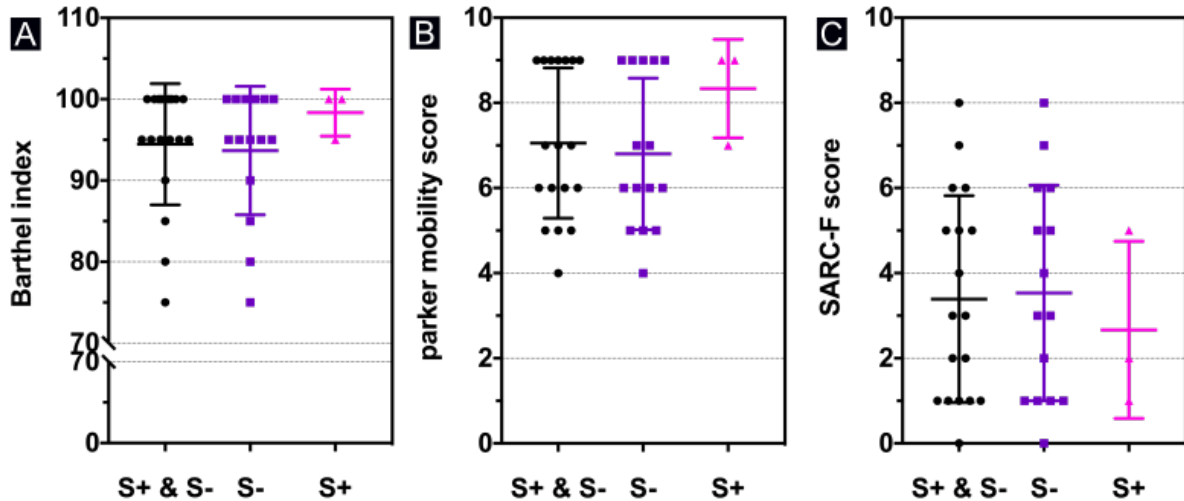 A
Barthel index
110
100
90
80
70
70
0
S+ & S-
S-
S+
B
parker mobility score
10
8
6
4
2
0
S+ & S-
S-
S+
C
SARC-F score
10
8
6
4
2
0
S+ & S-
S-
S+